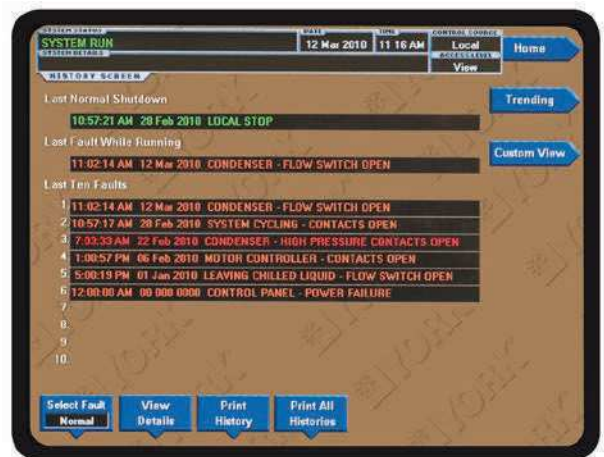 SYSTEM STATUS
SYSTEM RUN
SYSTEM DETAILS
DATE
12 Mar 2010
TIME
11 16 AM
CONTROL SOURCE
Local
ACCESS LEVEL
View
Home
HISTORY SCREEN
Trending
Custom View
Last Normal Shutdown
10:57:21 AM 28 Feb 2010 LOCAL STOP
Last Fault While Running
11:02:14 AM 12 Mar 2010 CONDENSER - FLOW SWITCH OPEN
Last Ten Faults
1 11:02:14 AM 12 Mar 2010 CONDENSER - FLOW SWITCH OPEN
2 10:57:17 AM 28 Feb 2010 SYSTEM CYCLING - CONTACTS OPEN
3 7:03:33 AM 22 Feb 2010 CONDENSER - HIGH PRESSURE CONTACTS OPEN
4 1:00:57 PM 06 Feb 2010 MOTOR CONTROLLER - CONTACTS OPEN
5 5:00:19 PM 01 Jan 2010 LEAVING CHILLED LIQUID - FLOW SWITCH OPEN
6 12:00:00 AM 00 000 0000 CONTROL PANEL - POWER FAILURE
7
8
9
10
YORK
YORK
YORK
Select Fault
Normal
View
Details
Print
History
Print All
Histories